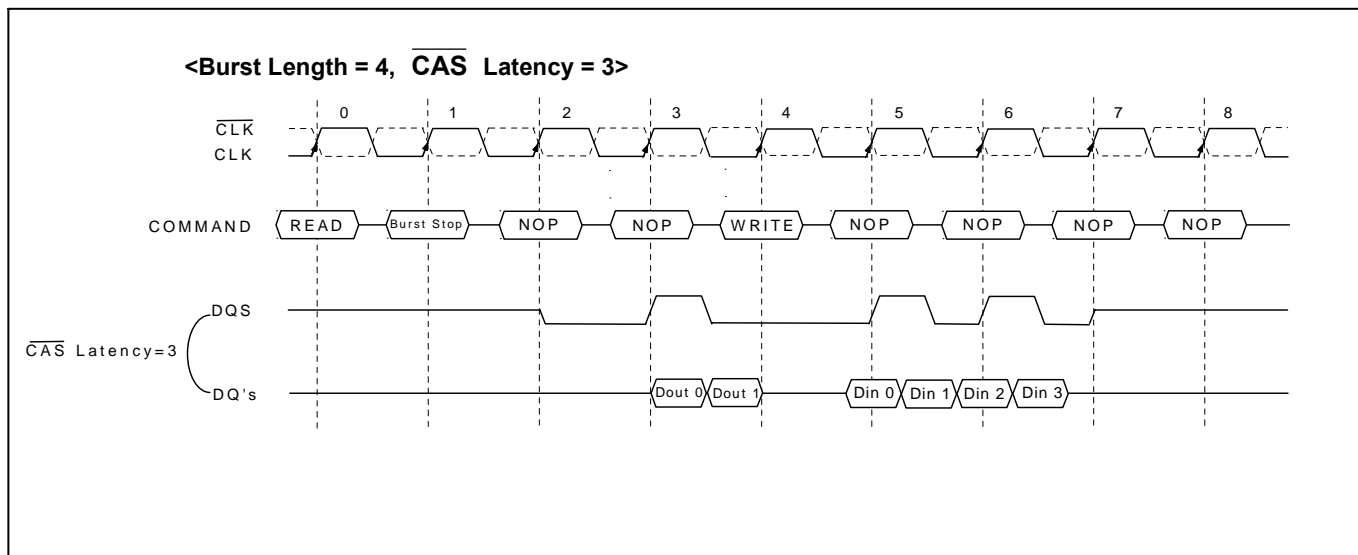 <Burst Length = 4, CAS Latency = 3>
0 1 2 3 4 5 6 7 8
CLK
CLK
COMMAND READ Burst Stop NOP NOP WRITE NOP NOP NOP NOP
DQS
CAS Latency=3
DQ's Dout 0 Dout 1 Din 0 Din 1 Din 2 Din 3